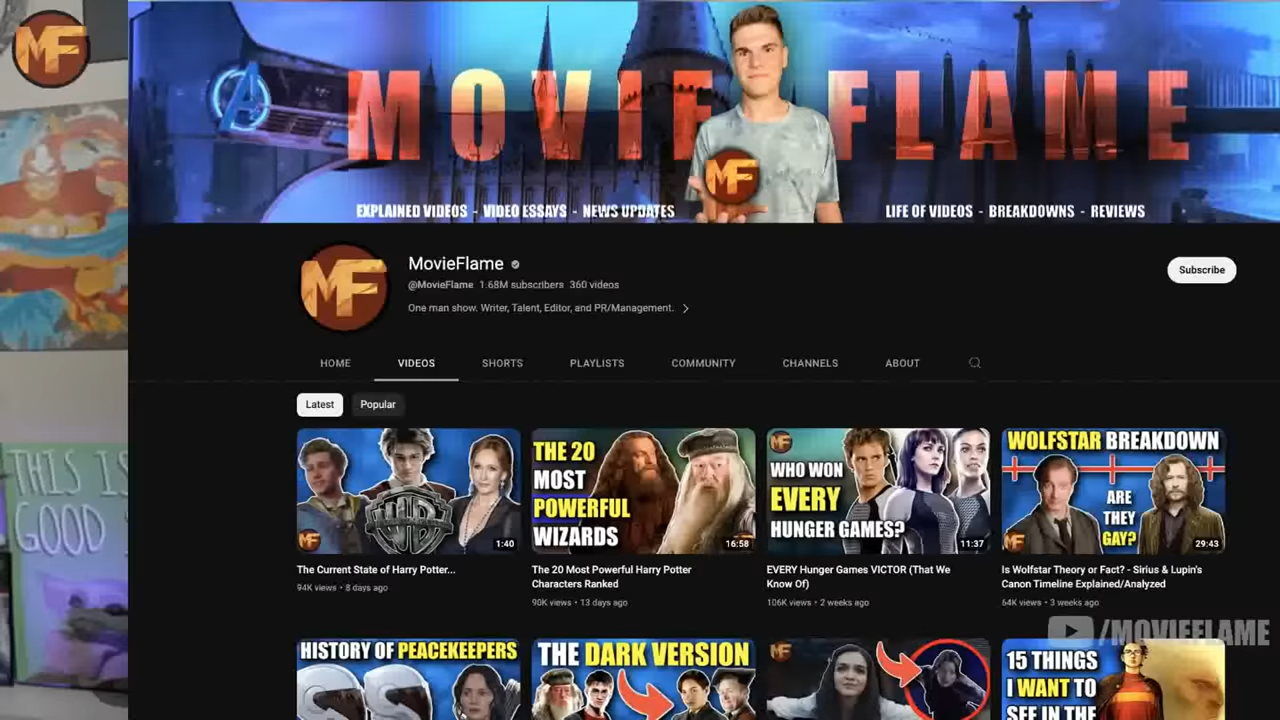 MF
MOVIE FLAME
MF
EXPLAINED VIDEOS - VIDEO ESSAYS - NEWS UPDATES
LIFE OF VIDEOS - BREAKDOWNS - REVIEWS
MF
MovieFlame
@MovieFlame 1.68M subscribers 360 videos
One man show. Writer, Talent, Editor, and PR/Management.
Subscribe
HOME VIDEOS SHORTS PLAYLISTS COMMUNITY CHANNELS ABOUT
Latest Popular
THIS IS
GOOD
WB
MF
1:40
THE 20
MOST
POWERFUL
WIZARDS
16:58
MF
WHO WON
EVERY
HUNGER GAMES?
11:37
WOLFSTAR BREAKDOWN
ARE
THEY
GAY?
MF
29:43
The Current State of Harry Potter...
94K views • 8 days ago
The 20 Most Powerful Harry Potter
Characters Ranked
90K views • 13 days ago
EVERY Hunger Games VICTOR (That We
Know Of)
106K views • 2 weeks ago
Is Wolfstar Theory or Fact? - Sirius & Lupin's
Canon Timeline Explained/Analyzed
64K views • 3 weeks ago
/MOVIEFLAME
HISTORY OF PEACEKEEPERS
THE DARK VERSION
MF
15 THINGS
I WANT TO
SEE IN THE